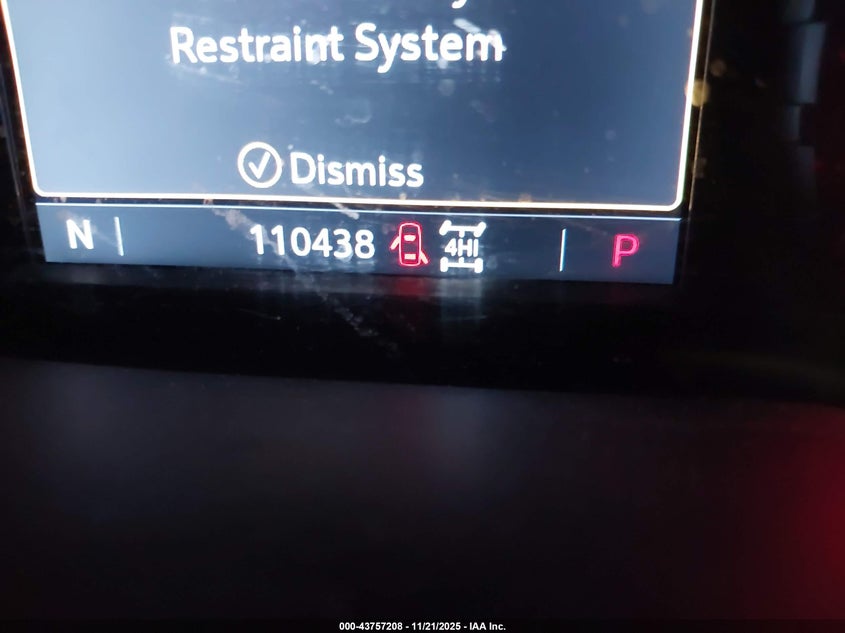 Restraint System
Dismiss
N 110438 4HI P
000-43757208 - 11/21/2025 - IAA Inc.